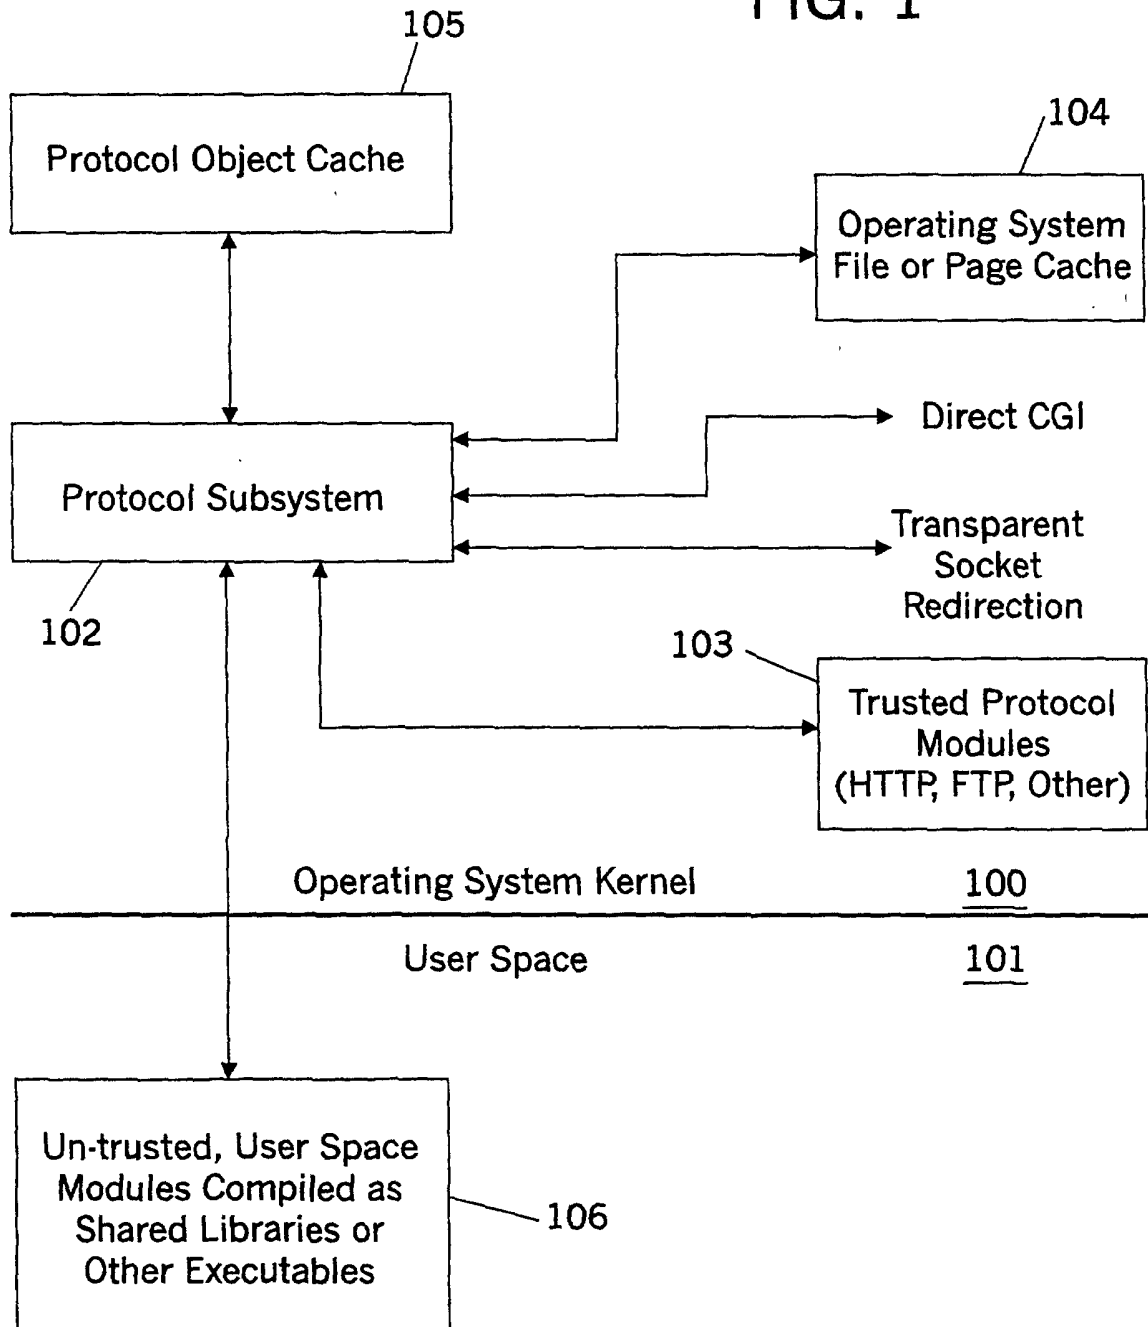 FIG. 1
105
Protocol Object Cache
104
Operating System
File or Page Cache
Direct CGI
Protocol Subsystem
Transparent
Socket
Redirection
102
103
Trusted Protocol
Modules
(HTTP, FTP, Other)
Operating System Kernel 100
User Space 101
Un-trusted, User Space
Modules Compiled as
Shared Libraries or
Other Executables
106